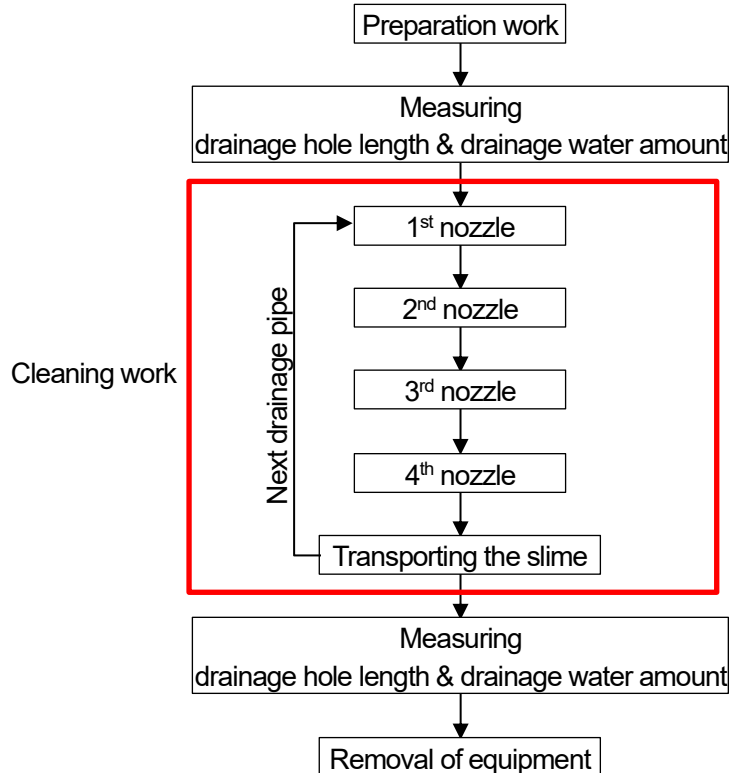 Preparation work
Measuring
drainage hole length & drainage water amount
1st nozzle
2nd nozzle
3rd nozzle
4th nozzle
Cleaning work
Next drainage pipe
Transporting the slime
Measuring
drainage hole length & drainage water amount
Removal of equipment